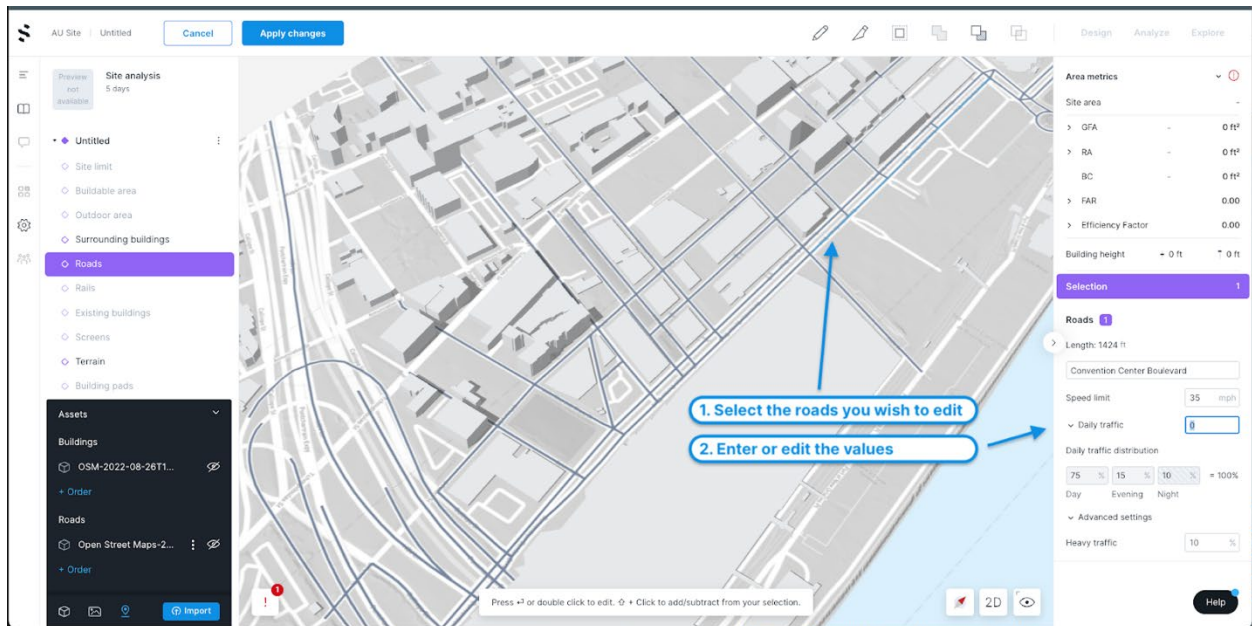 AU Site
Untitled
Cancel
Apply changes
Design
Analyze
Explore
Preview
not
available
Site analysis
5 days
Untitled
Site limit
Buildable area
Outdoor area
Surrounding buildings
Roads
Rails
Existing buildings
Screens
Terrain
Building pads
Assets
Buildings
OSM-2022-08-26T1...
+ Order
Roads
Open Street Maps-2...
+ Order
Import
1. Select the roads you wish to edit
2. Enter or edit the values
!
1
Press ⏎ or double click to edit. ⇧ + Click to add/subtract from your selection.
2D
Area metrics
Site area -
GFA - 0 ft²
RA - 0 ft²
BC - 0 ft²
FAR 0.00
Efficiency Factor 0.00
Building height + 0 ft ↑ 0 ft
Selection 1
Roads 1
Length: 1424 ft
Convention Center Boulevard
Speed limit 35 mph
Daily traffic 0
Daily traffic distribution
75 % 15 % 10 % = 100%
Day Evening Night
Advanced settings
Heavy traffic 10 %
Help